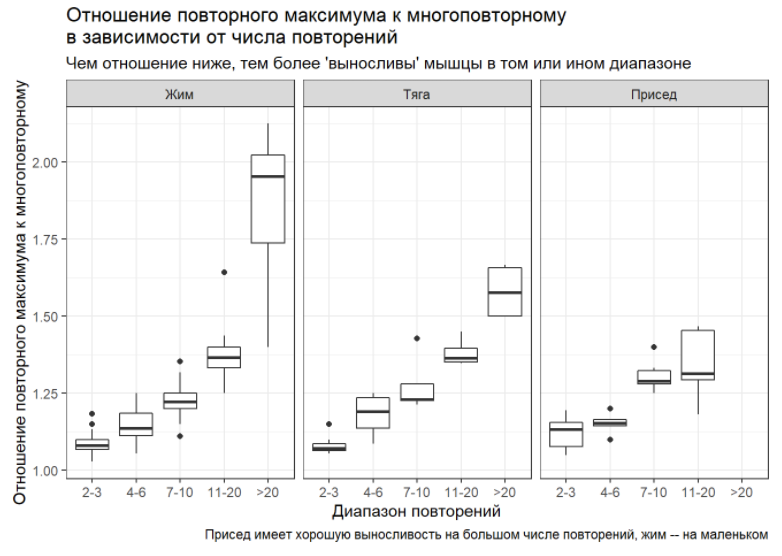 Отношение повторного максимума к многоповторному
в зависимости от числа повторений
Чем отношение ниже, тем более 'выносливы' мышцы в том или ином диапазоне
Отношение повторного максимума к многоповторному
Жим
Тяга
Присед
2.00
1.75
1.50
1.25
1.00
2-3 4-6 7-10 11-20 >20
2-3 4-6 7-10 11-20 >20
2-3 4-6 7-10 11-20 >20
Диапазон повторений
Присед имеет хорошую выносливость на большом числе повторений, жим -- на маленьком